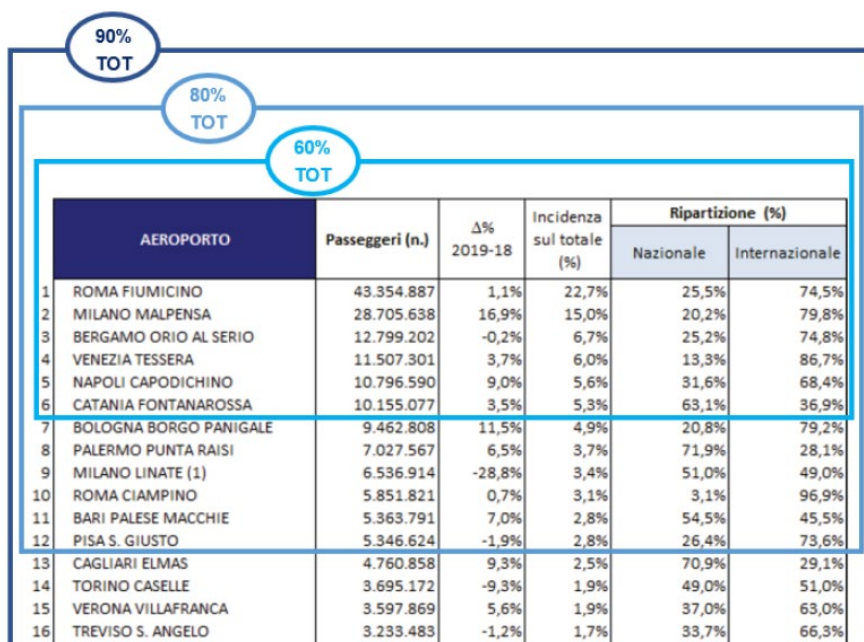 90%
TOT
80%
TOT
60%
TOT
AEROPORTO Passeggeri (n.) Δ% 2019-18 Incidenza sul totale (%) Ripartizione (%)
Nazionale Internazionale
1 ROMA FIUMICINO 43.354.887 1,1% 22,7% 25,5% 74,5%
2 MILANO MALPENSA 28.705.638 16,9% 15,0% 20,2% 79,8%
3 BERGAMO ORIO AL SERIO 12.799.202 -0,2% 6,7% 25,2% 74,8%
4 VENEZIA TESSERA 11.507.301 3,7% 6,0% 13,3% 86,7%
5 NAPOLI CAPODICHINO 10.796.590 9,0% 5,6% 31,6% 68,4%
6 CATANIA FONTANAROSSA 10.155.077 3,5% 5,3% 63,1% 36,9%
7 BOLOGNA BORGO PANIGALE 9.462.808 11,5% 4,9% 20,8% 79,2%
8 PALERMO PUNTA RAISI 7.027.567 6,5% 3,7% 71,9% 28,1%
9 MILANO LINATE (1) 6.536.914 -28,8% 3,4% 51,0% 49,0%
10 ROMA CIAMPINO 5.851.821 0,7% 3,1% 3,1% 96,9%
11 BARI PALESE MACCHIE 5.363.791 7,0% 2,8% 54,5% 45,5%
12 PISA S. GIUSTO 5.346.624 -1,9% 2,8% 26,4% 73,6%
13 CAGLIARI ELMAS 4.760.858 9,3% 2,5% 70,9% 29,1%
14 TORINO CASELLE 3.695.172 -9,3% 1,9% 49,0% 51,0%
15 VERONA VILLAFRANCA 3.597.869 5,6% 1,9% 37,0% 63,0%
16 TREVISO S. ANGELO 3.233.483 -1,2% 1,7% 33,7% 66,3%